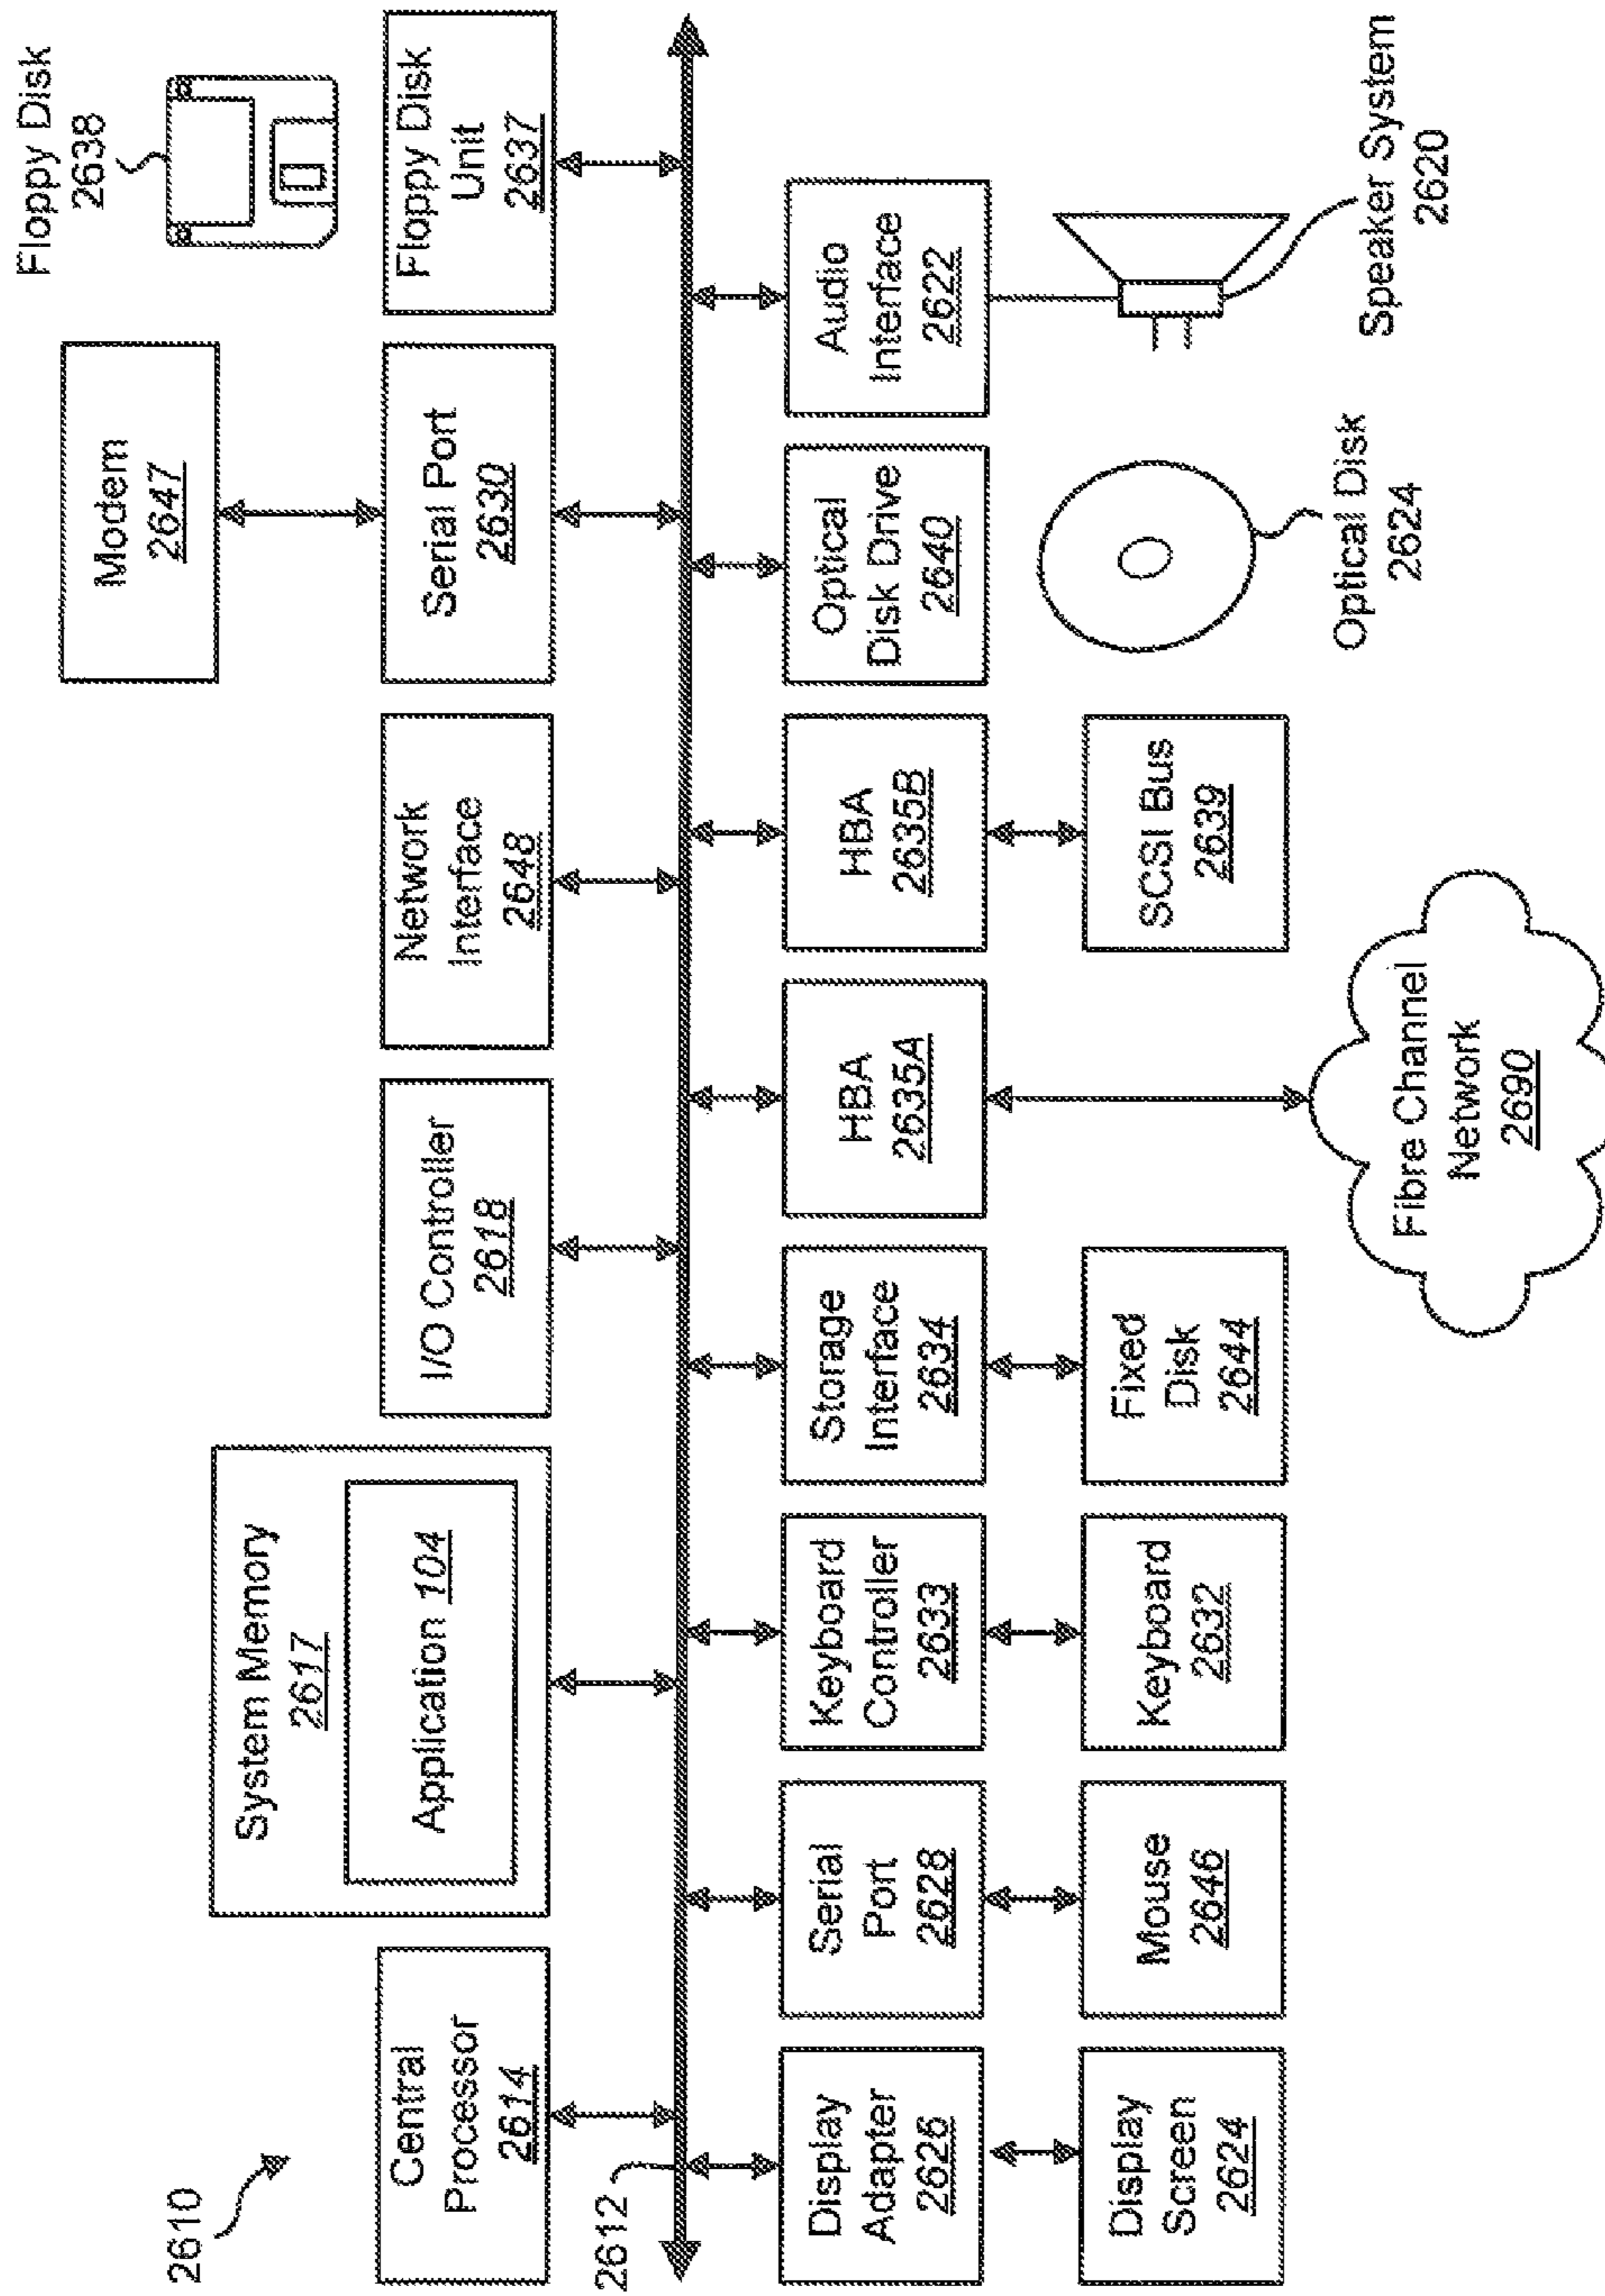 2610
Central
Processor
2614
System Memory
2617
Application 104
I/O Controller
2618
Network
Interface
2648
Modem
2647
Serial Port
2630
Floppy Disk
2638
Floppy Disk
Unit
2637
2612
Display
Adapter
2626
Serial
Port
2628
Keyboard
Controller
2633
Storage
Interface
2634
HBA
2635A
HBA
2635B
Optical
Disk Drive
2640
Audio
Interface
2622
Display
Screen
2624
Mouse
2646
Keyboard
2632
Fixed
Disk
2644
Fibre Channel
Network
2690
SCSI Bus
2639
Optical Disk
2624
Speaker System
2620